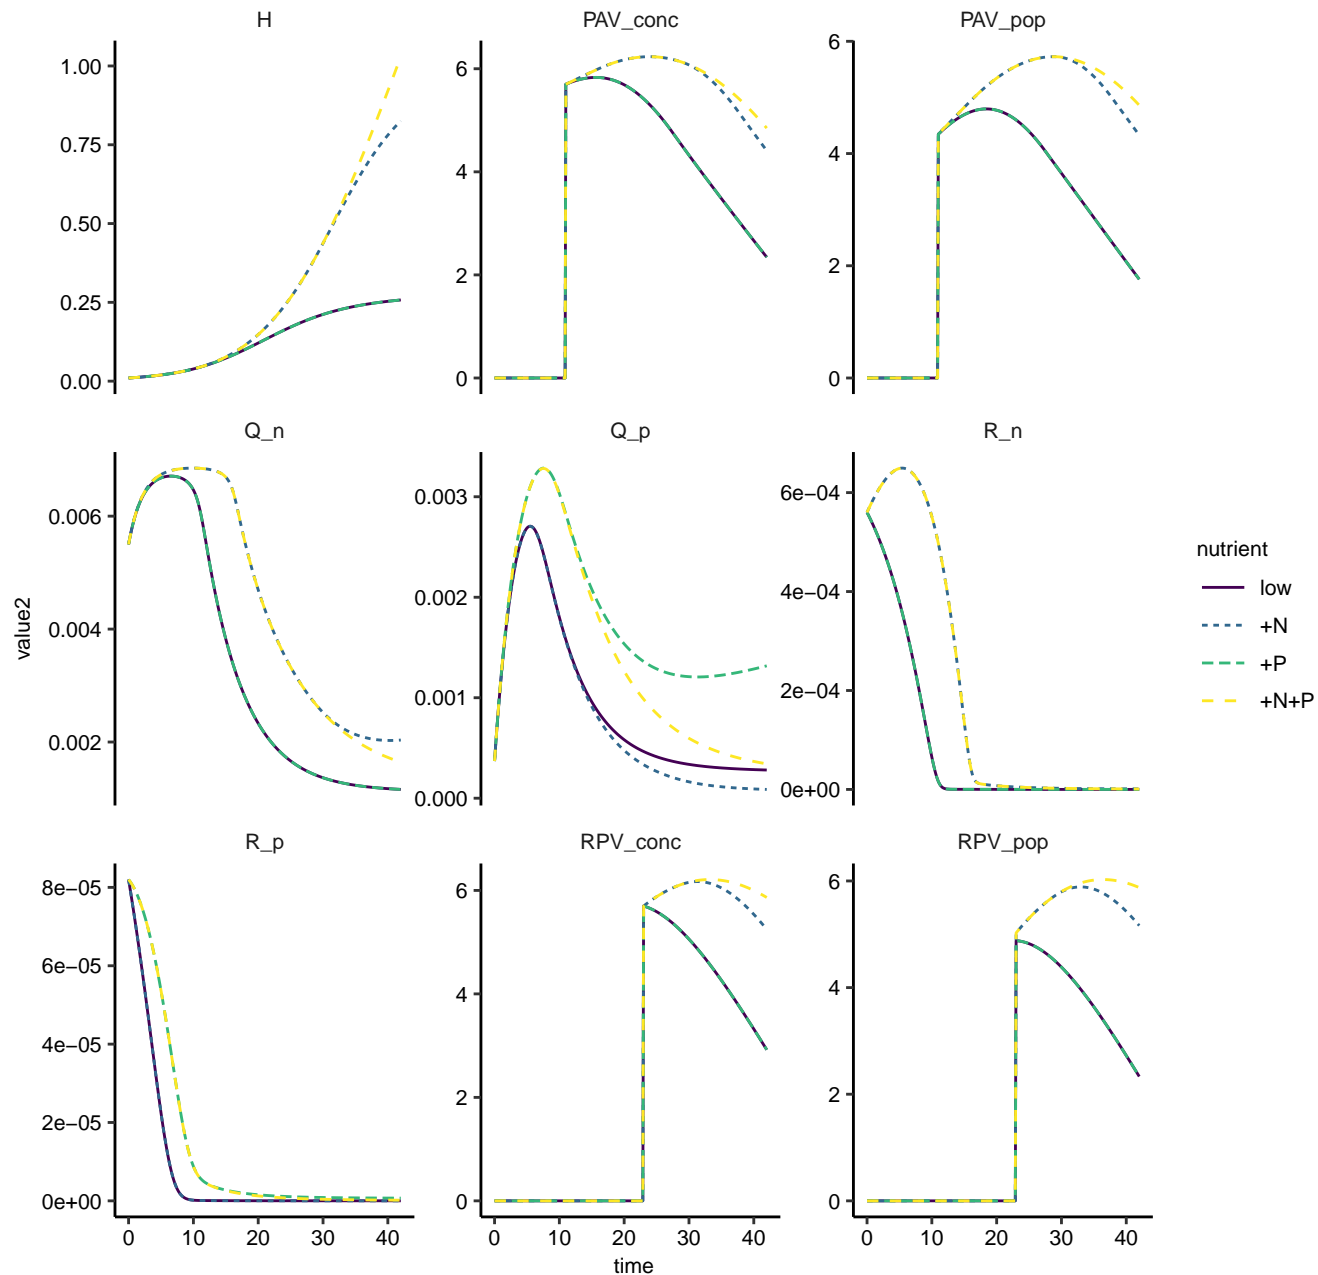 H
PAV_conc
PAV_pop
1.00
0.75
0.50
0.25
0.00
6
4
2
0
6
4
2
0
Q_n
Q_p
R_n
0.006
0.004
0.002
0.003
0.002
0.001
0.000
6e−04
4e−04
2e−04
0e+00
value2
nutrient
low
+N
+P
+N+P
R_p
RPV_conc
RPV_pop
8e−05
6e−05
4e−05
2e−05
0e+00
6
4
2
0
6
4
2
0
0 10 20 30 40
0 10 20 30 40
0 10 20 30 40
time